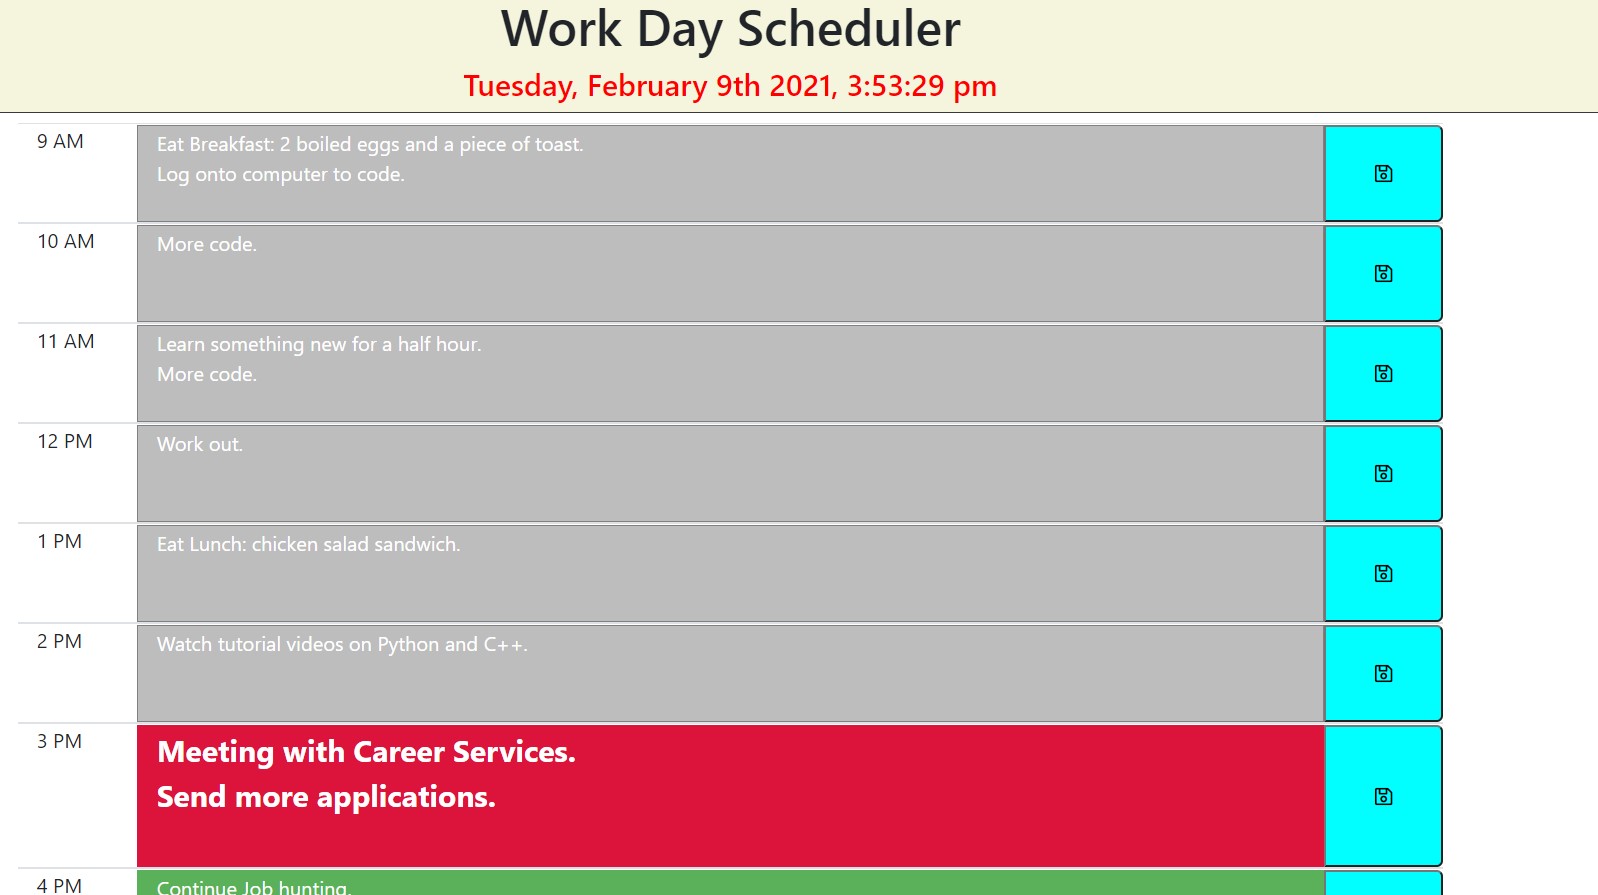 Work Day Scheduler
Tuesday, February 9th 2021, 3:53:29 pm
9 AM
Eat Breakfast: 2 boiled eggs and a piece of toast.
Log onto computer to code.
10 AM
More code.
11 AM
Learn something new for a half hour.
More code.
12 PM
Work out.
1 PM
Eat Lunch: chicken salad sandwich.
2 PM
Watch tutorial videos on Python and C++.
3 PM
Meeting with Career Services.
Send more applications.
4 PM
Continue Job hunting.